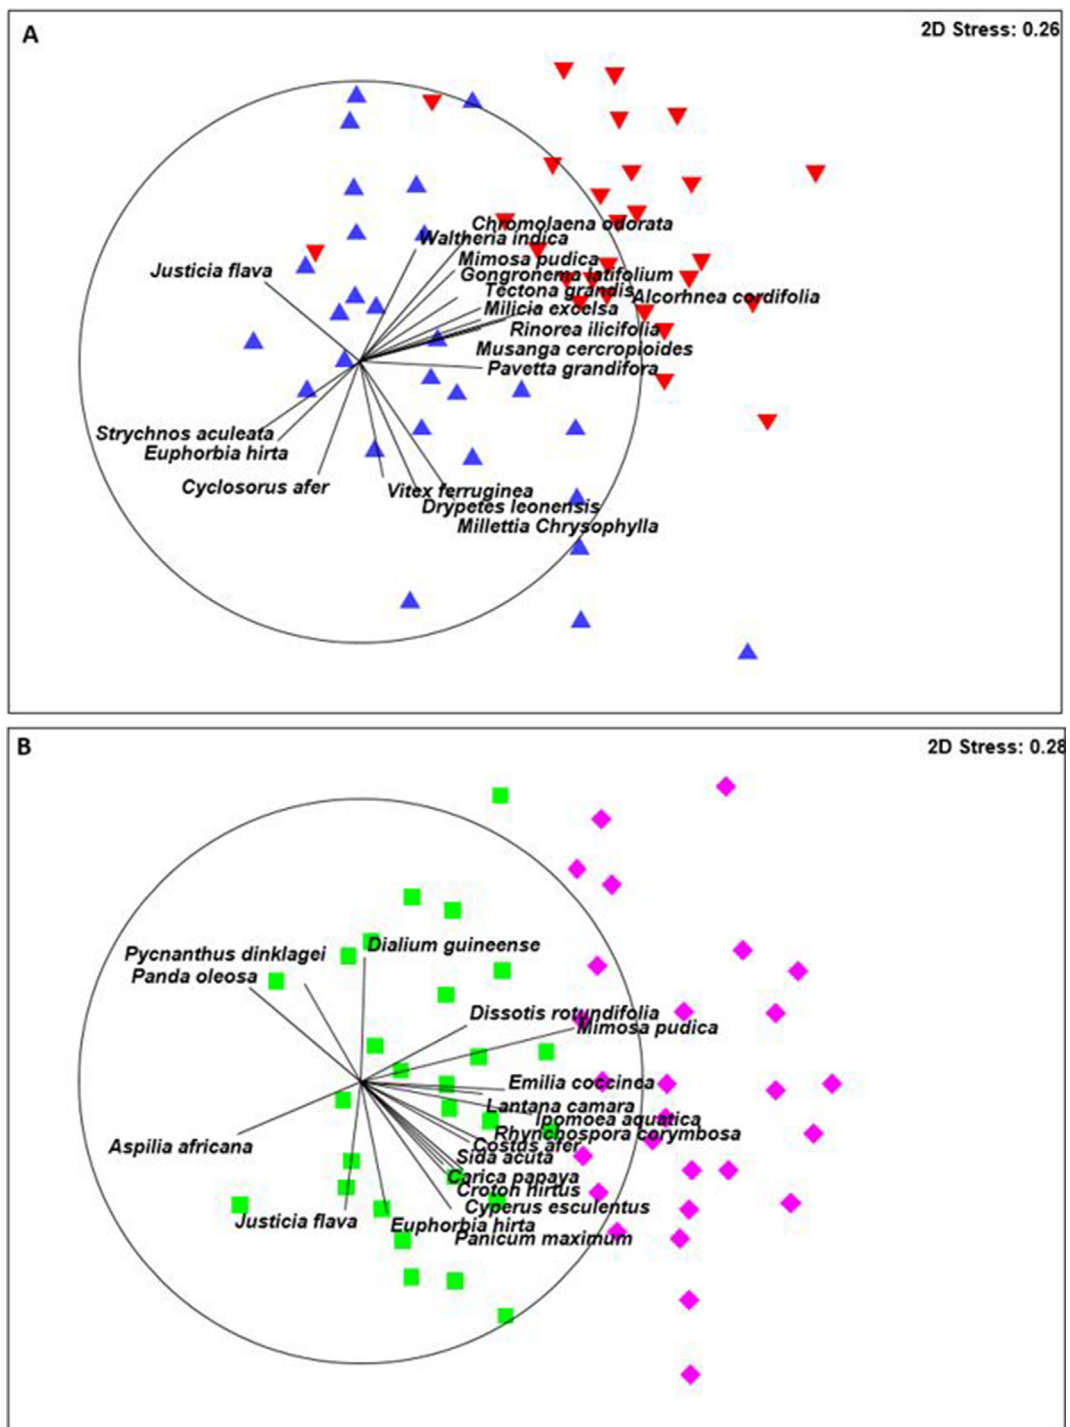 A
2D Stress: 0.26
Chromolaena odorata
Waltheria indica
Mimosa pudica
Justicia flava
Gongronema latifolium
Tectona grandis
Alcorhnea cordifolia
Milicia excelsa
Rinorea ilicifolia
Musanga cercropioides
Pavetta grandifora
Strychnos aculeata
Euphorbia hirta
Cyclosorus afer
Vitex ferruginea
Drypetes leonensis
Millettia Chrysophylla
B
2D Stress: 0.28
Dialium guineense
Pycnanthus dinklagei
Panda oleosa
Dissotis rotundifolia
Mimosa pudica
Emilia coccinea
Lantana camara
Ipomoea aquatica
Rhynchospora corymbosa
Costus afer
Aspilia africana
Sida acuta
Carica papaya
Croton hirtus
Cyperus esculentus
Justicia flava
Euphorbia hirta
Panicum maximum